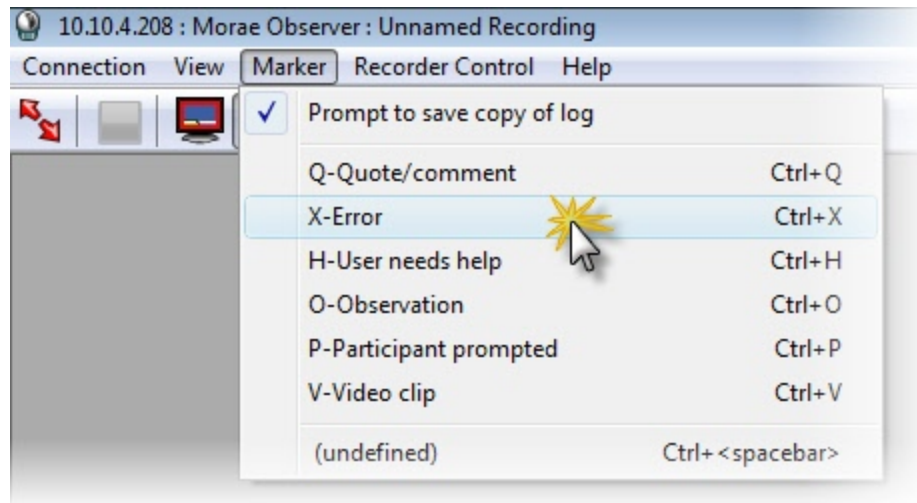 10.10.4.208 : Morae Observer : Unnamed Recording
Connection View Marker Recorder Control Help
Prompt to save copy of log
Q-Quote/comment Ctrl+Q
X-Error Ctrl+X
H-User needs help Ctrl+H
O-Observation Ctrl+O
P-Participant prompted Ctrl+P
V-Video clip Ctrl+V
(undefined) Ctrl+<spacebar>